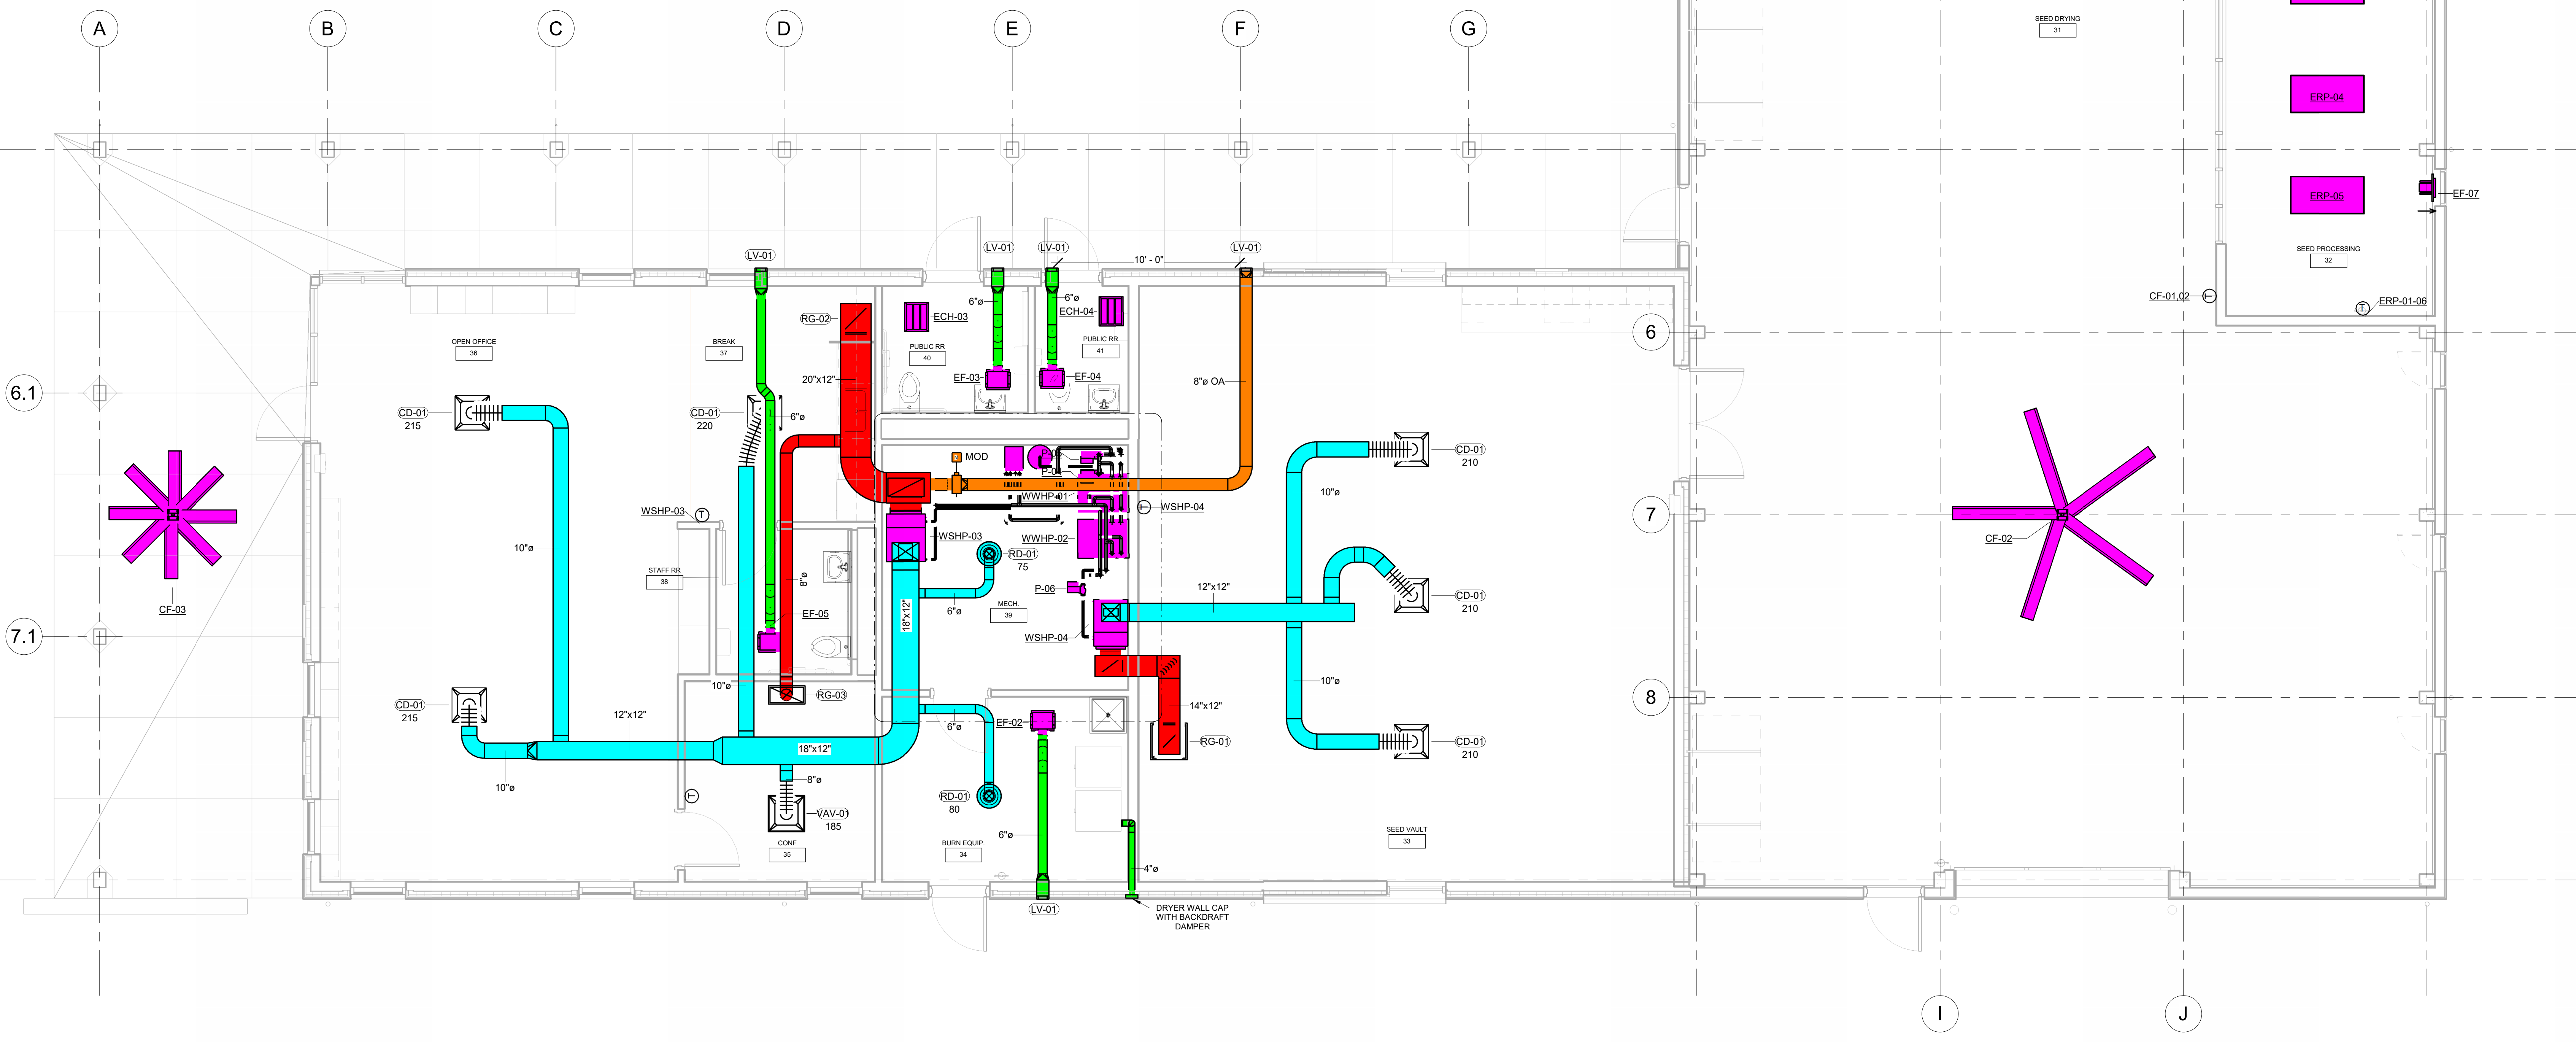 A
B
C
D
E
F
G
SEED DRYING
31
ERP-04
ERP-05
EF-07
SEED PROCESSING
32
LV-01
LV-01
LV-01
LV-01
10' - 0"
CF-01,02
T
T
ERP-01-06
6"ø
6"ø
ECH-03
ECH-04
RG-02
OPEN OFFICE
36
BREAK
37
PUBLIC RR
40
PUBLIC RR
41
6
EF-03
EF-04
20"x12"
8"ø OA
6.1
CD-01
215
CD-01
220
6"ø
MOD
CD-01
210
10"ø
WWHP-01
WSHP-03
T
T
WSHP-04
7
10"ø
WSHP-03
WWHP-02
CF-02
RD-01
75
STAFF RR
38
8"ø
P-06
12"x12"
CD-01
210
CF-03
EF-05
6"ø
MECH.
39
18"x12"
7.1
WSHP-04
10"ø
10"ø
RG-03
8
CD-01
215
12"x12"
14"x12"
6"ø
EF-02
18"x12"
RG-01
CD-01
210
10"ø
8"ø
T
RD-01
80
VAV-01
185
6"ø
SEED VAULT
33
CONF
35
BURN EQUIP.
34
4"ø
LV-01
DRYER WALL CAP
WITH BACKDRAFT
DAMPER
I
J